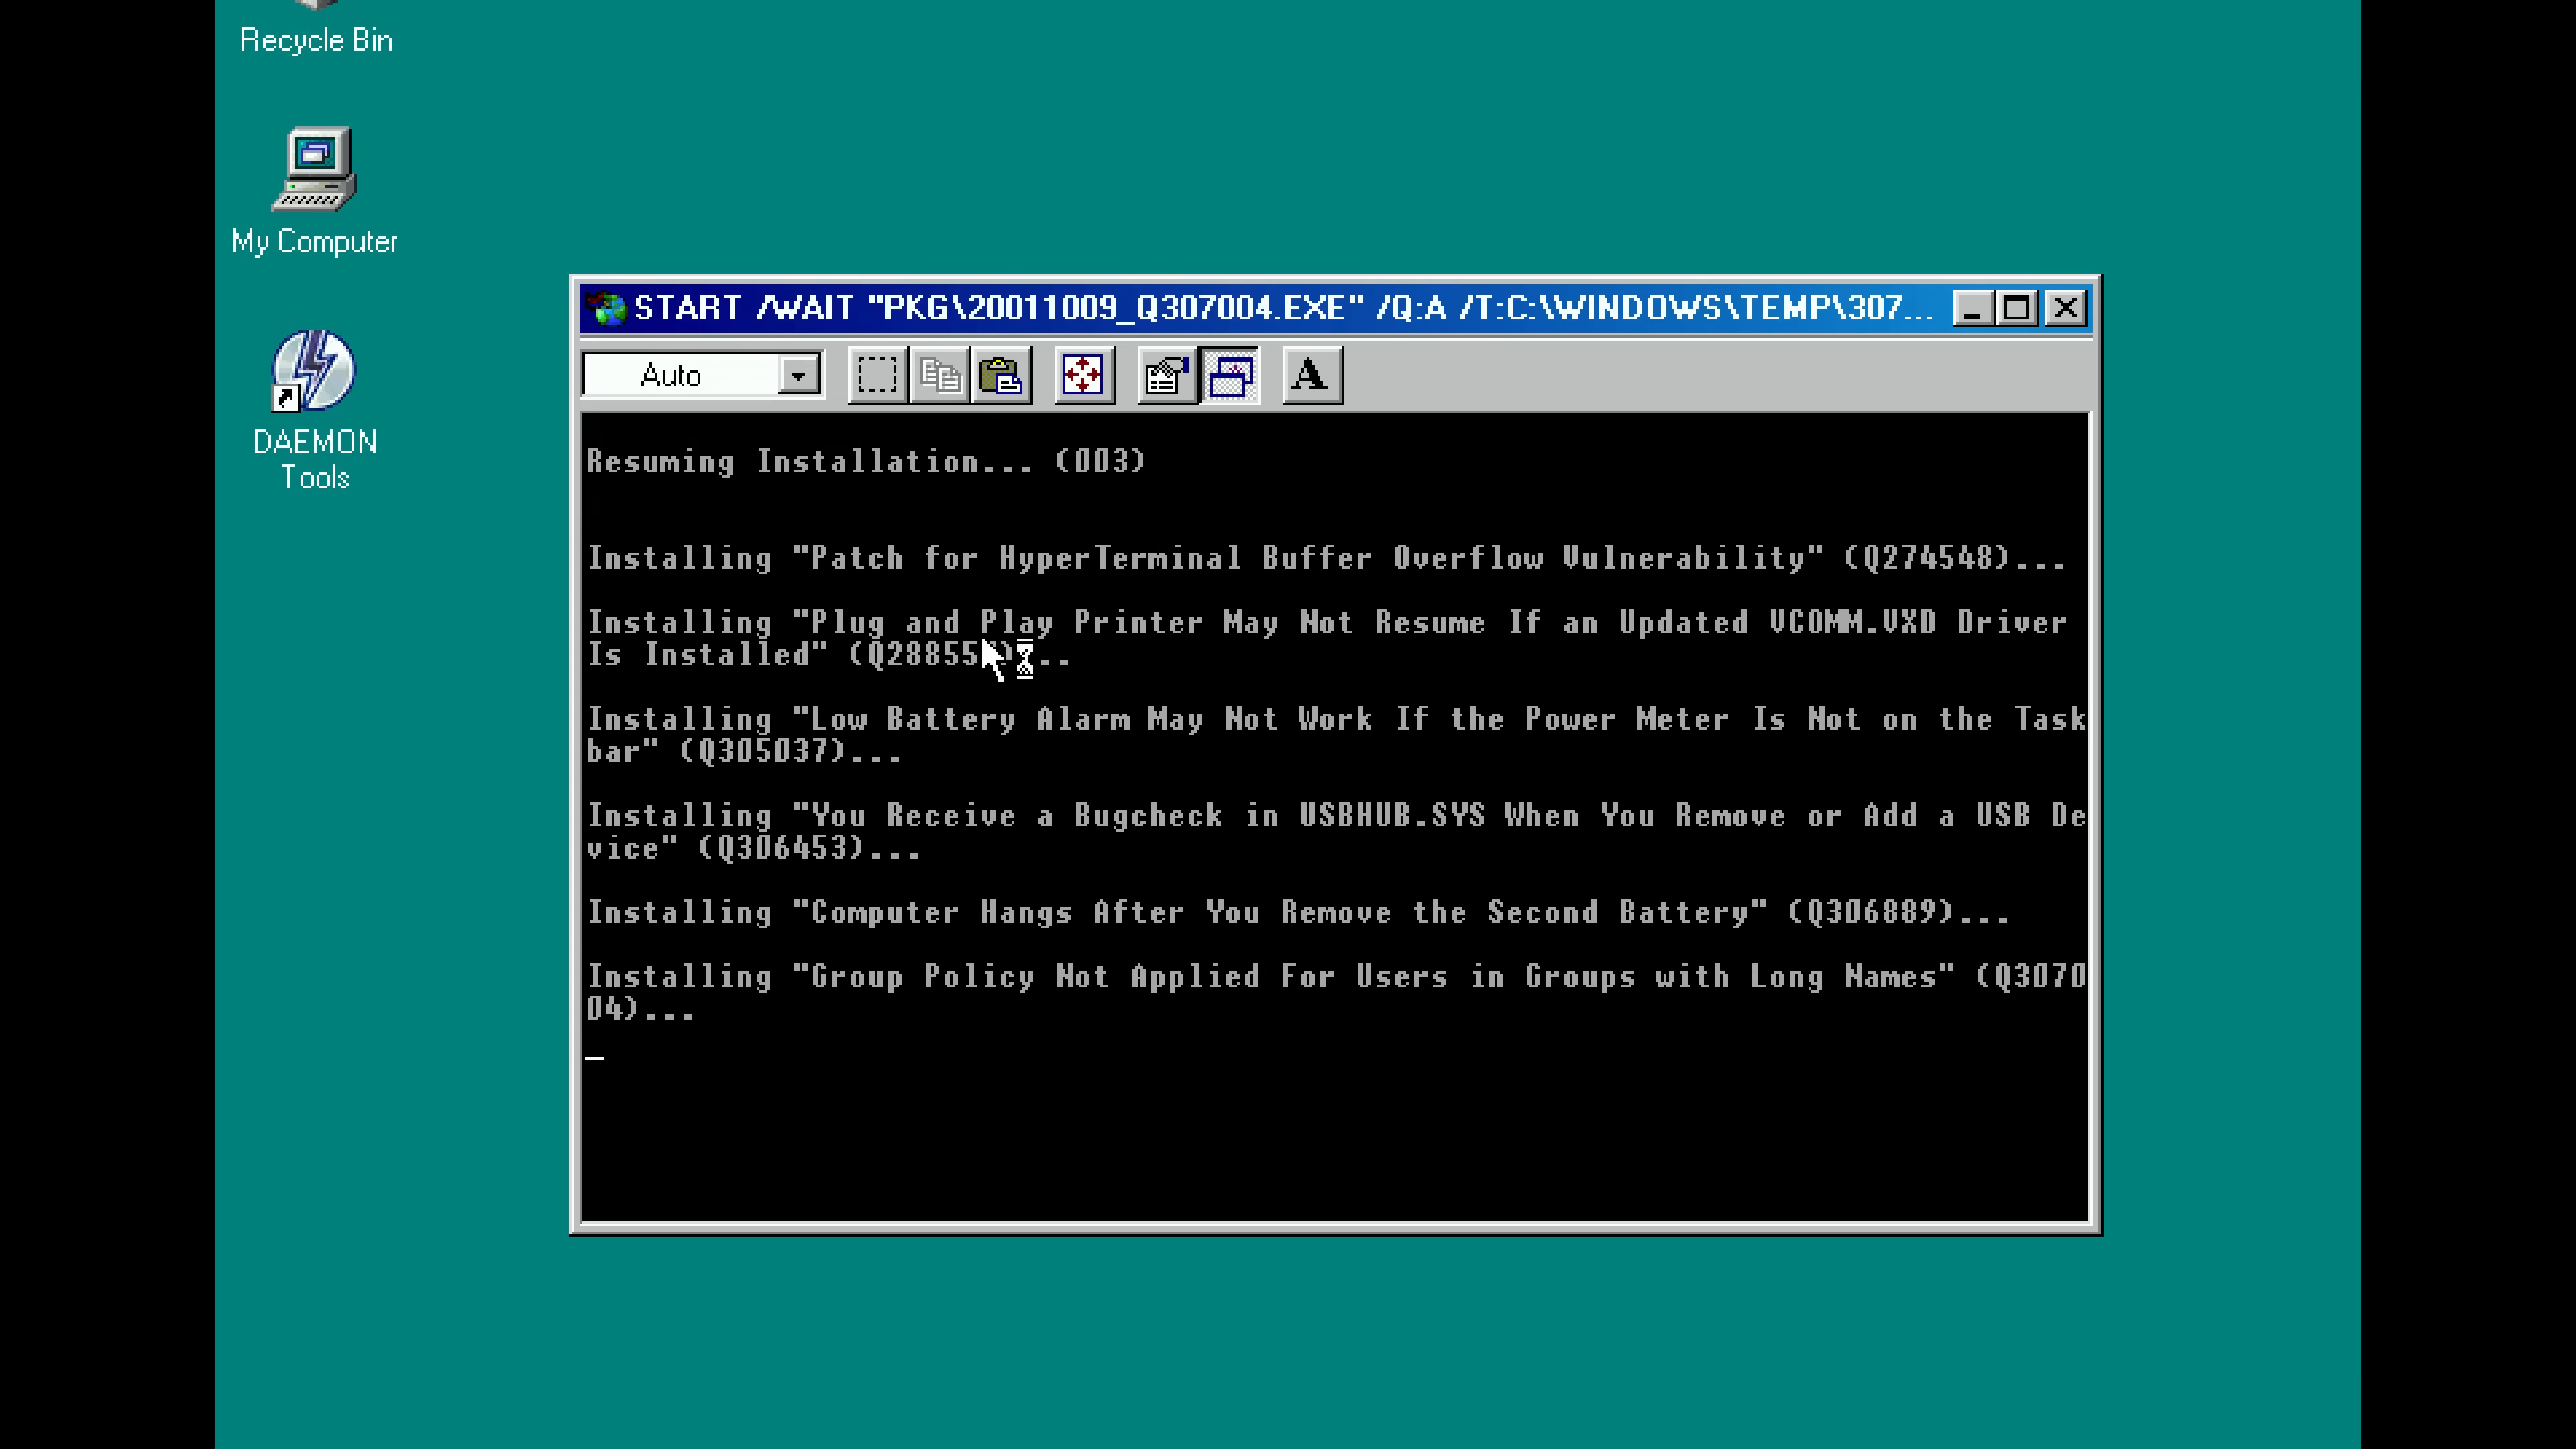 Recycle Bin
My Computer
DAEMON
Tools
START /WAIT "PKG\20011009_Q307004.EXE" /Q:A /T:C:\WINDOWS\TEMP\307...
Auto
A
Resuming Installation... (003)
Installing "Patch for HyperTerminal Buffer Overflow Vulnerability" (Q274548)...
Installing "Plug and Play Printer May Not Resume If an Updated VCOMM.VXD Driver
Is Installed"
Installing "Low Battery Alarm May Not Work If the Power Meter Is Not on the Task
bar" (Q305037)...
Installing "You Receive a Bugcheck in USBHUB.SYS When You Remove or Add a USB De
vice" (Q306453)...
Installing "Computer Hangs After You Remove the Second Battery" (Q306889)...
Installing "Group Policy Not Applied For Users in Groups with Long Names" (Q3070
04)...